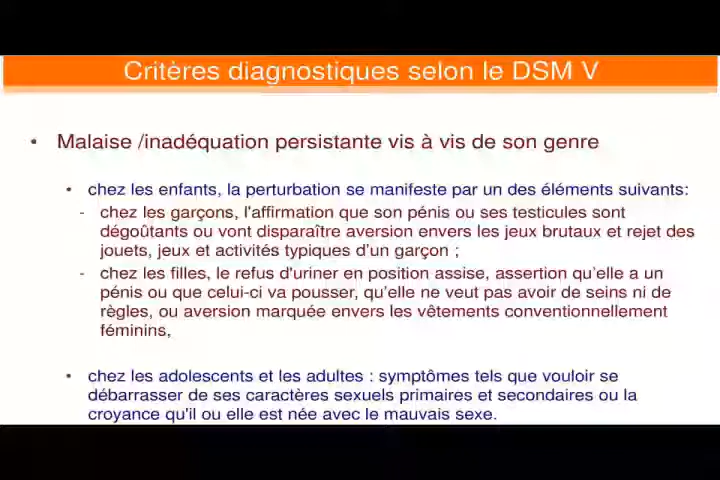 Critères diagnostiques selon le DSM V
• Malaise /inadéquation persistante vis à vis de son genre
• chez les enfants, la perturbation se manifeste par un des éléments suivants:
- chez les garçons, l'affirmation que son pénis ou ses testicules sont
dégoûtants ou vont disparaître aversion envers les jeux brutaux et rejet des
jouets, jeux et activités typiques d'un garçon ;
- chez les filles, le refus d'uriner en position assise, assertion qu'elle a un
pénis ou que celui-ci va pousser, qu'elle ne veut pas avoir de seins ni de
règles, ou aversion marquée envers les vêtements conventionnellement
féminins,
• chez les adolescents et les adultes : symptômes tels que vouloir se
débarrasser de ses caractères sexuels primaires et secondaires ou la
croyance qu'il ou elle est née avec le mauvais sexe.